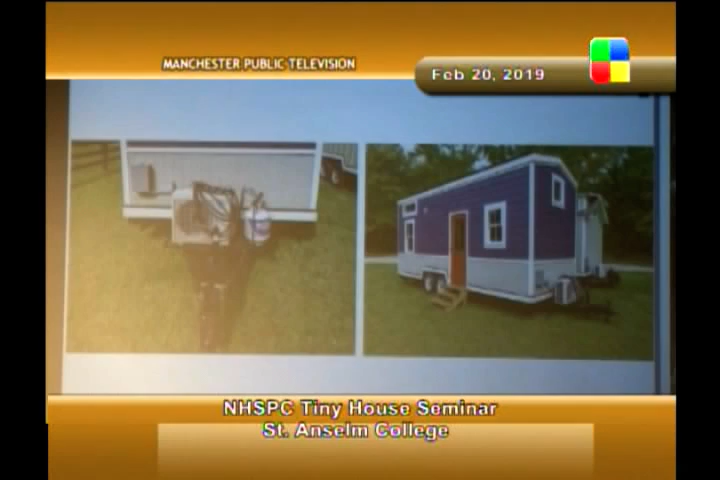 MANCHESTER PUBLIC TELEVISION
Feb 20, 2019
NHSPC Tiny House Seminar
St. Anselm College